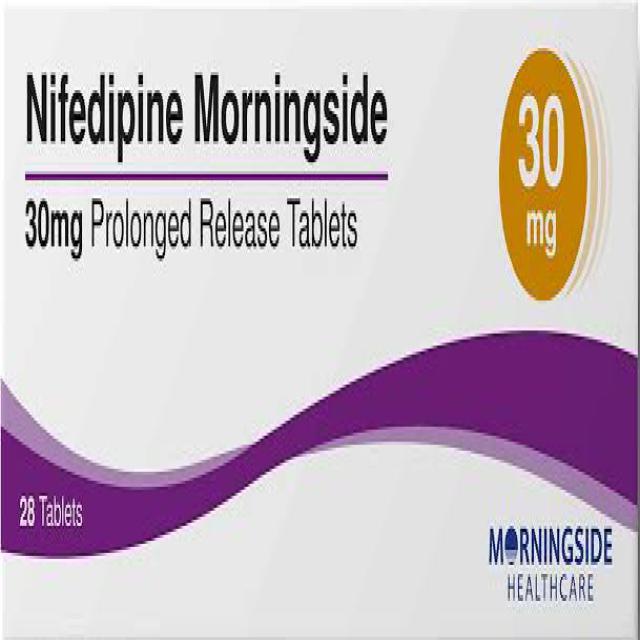 Nifedipine Morningside
30mg Prolonged Release Tablets
30
mg
28 Tablets
MORNINGSIDE
HEALTHCARE